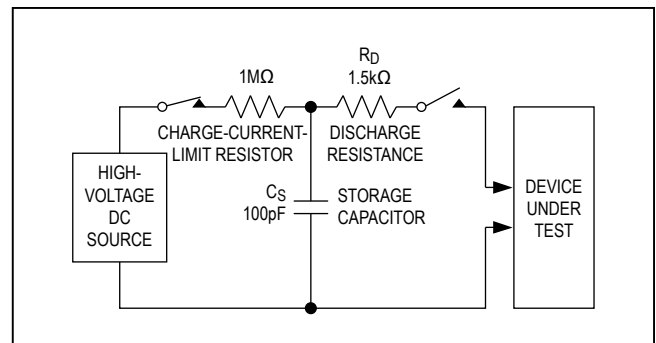 1MΩ
CHARGE-CURRENT-
LIMIT RESISTOR
RD
1.5kΩ
DISCHARGE
RESISTANCE
HIGH-
VOLTAGE
DC
SOURCE
CS
100pF
STORAGE
CAPACITOR
DEVICE
UNDER
TEST